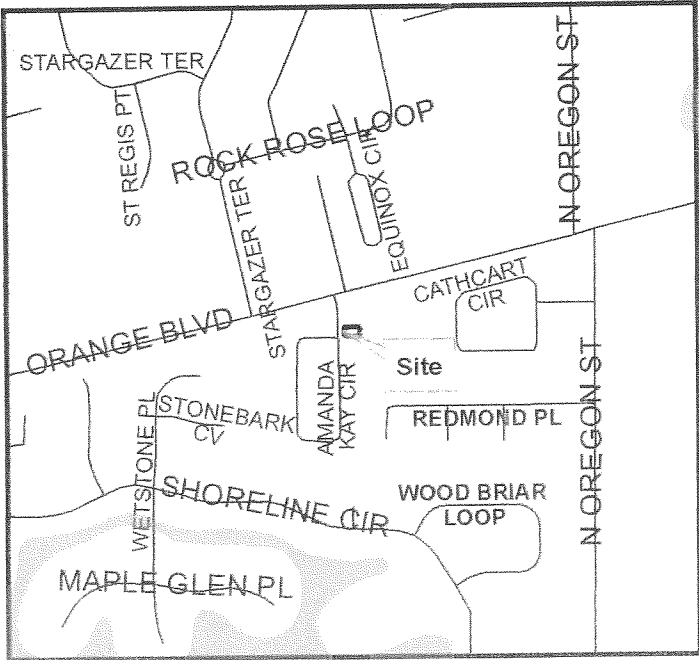 STARGAZER TER
ST REGIS PT
ROCK ROSE LOOP
N OREGON ST
EQUINOX CIR
STARGAZER TER
CATHCART
CIR
ORANGE BLVD
Site
AMANDA
KAY CIR
STONEBARK
CV
WETSTONE PL
REDMOND PL
N OREGON ST
SHORELINE CIR
WOOD BRIAR
LOOP
MAPLE GLEN PL